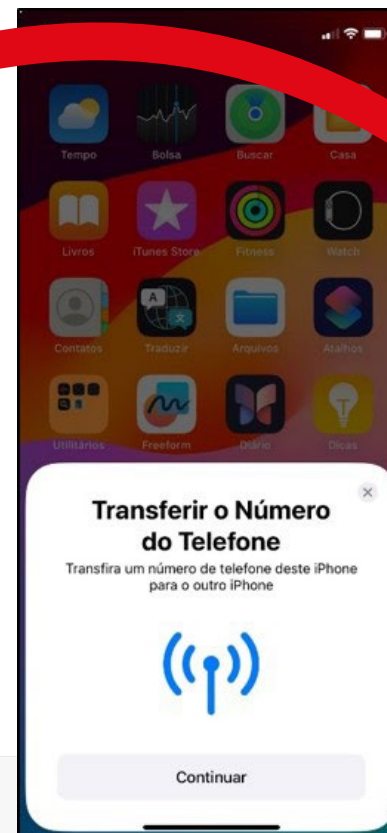 Tempo Bolsa Buscar Casa
Livros iTunes Store Fitness Watch
Contatos Traduzir Arquivos Atalhos
Utilitários Freeform Diário Dicas
Transferir o Número
do Telefone
Transfira um número de telefone deste iPhone
para o outro iPhone
Continuar